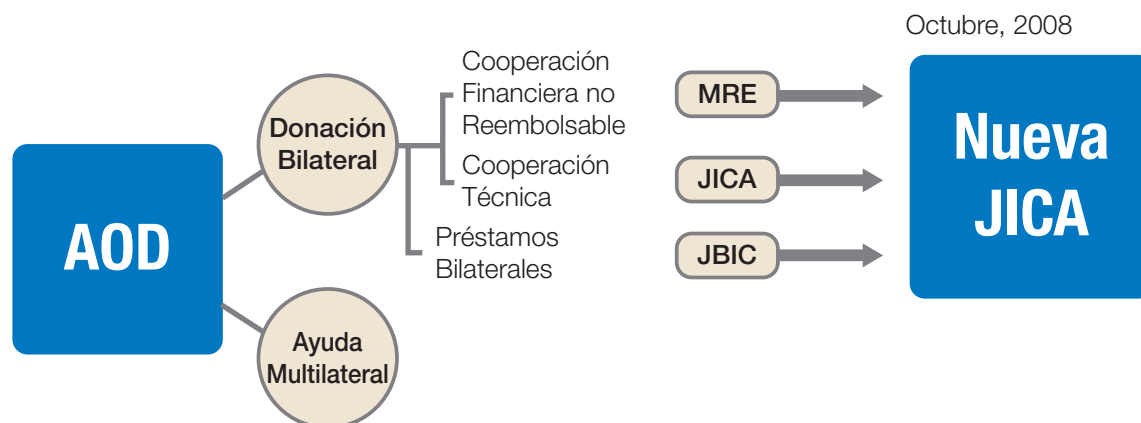 Octubre, 2008
AOD
Donación
Bilateral
Cooperación
Financiera no
Reembolsable
Cooperación
Técnica
Préstamos
Bilaterales
Ayuda
Multilateral
MRE
JICA
JBIC
Nueva
JICA